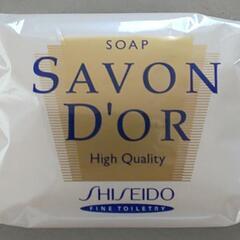 SOAP
SAVON
D'OR
High Quality
SHISEIDO
FINE TOILETRY